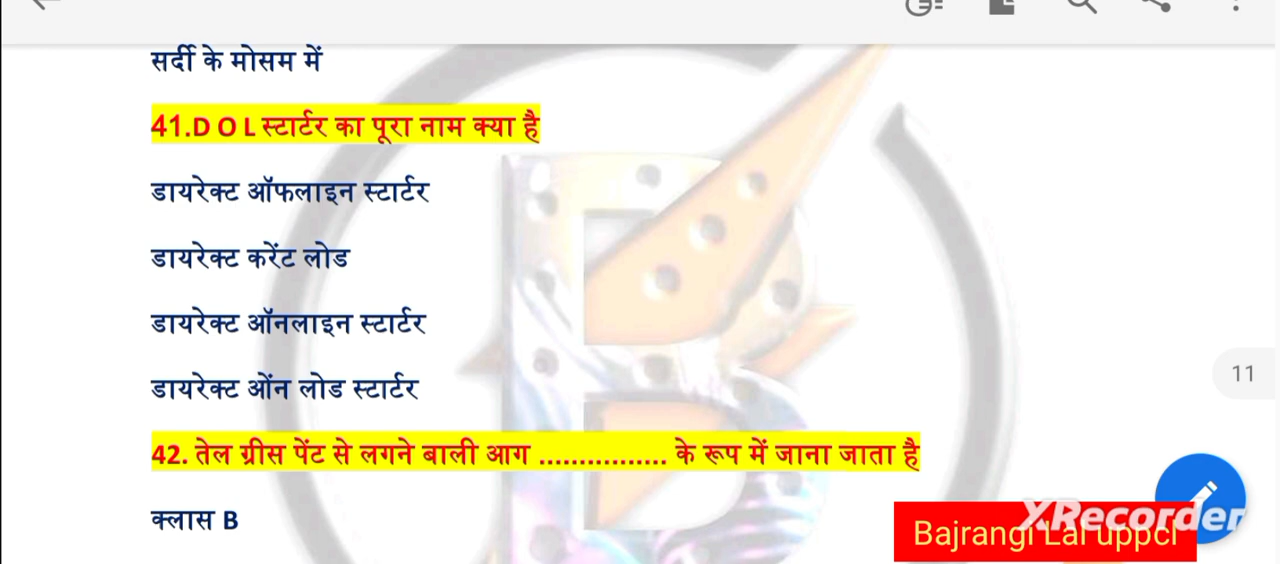 सर्दी के मोसम में
41.D O L स्टार्टर का पूरा नाम क्या है
डायरेक्ट ऑफलाइन स्टार्टर
डायरेक्ट करेंट लोड
डायरेक्ट ऑनलाइन स्टार्टर
डायरेक्ट ओंन लोड स्टार्टर
11
42. तेल ग्रीस पेंट से लगने बाली आग ................ के रूप में जाना जाता है
क्लास B
XRecorder
Bajrangi Lal uppcl